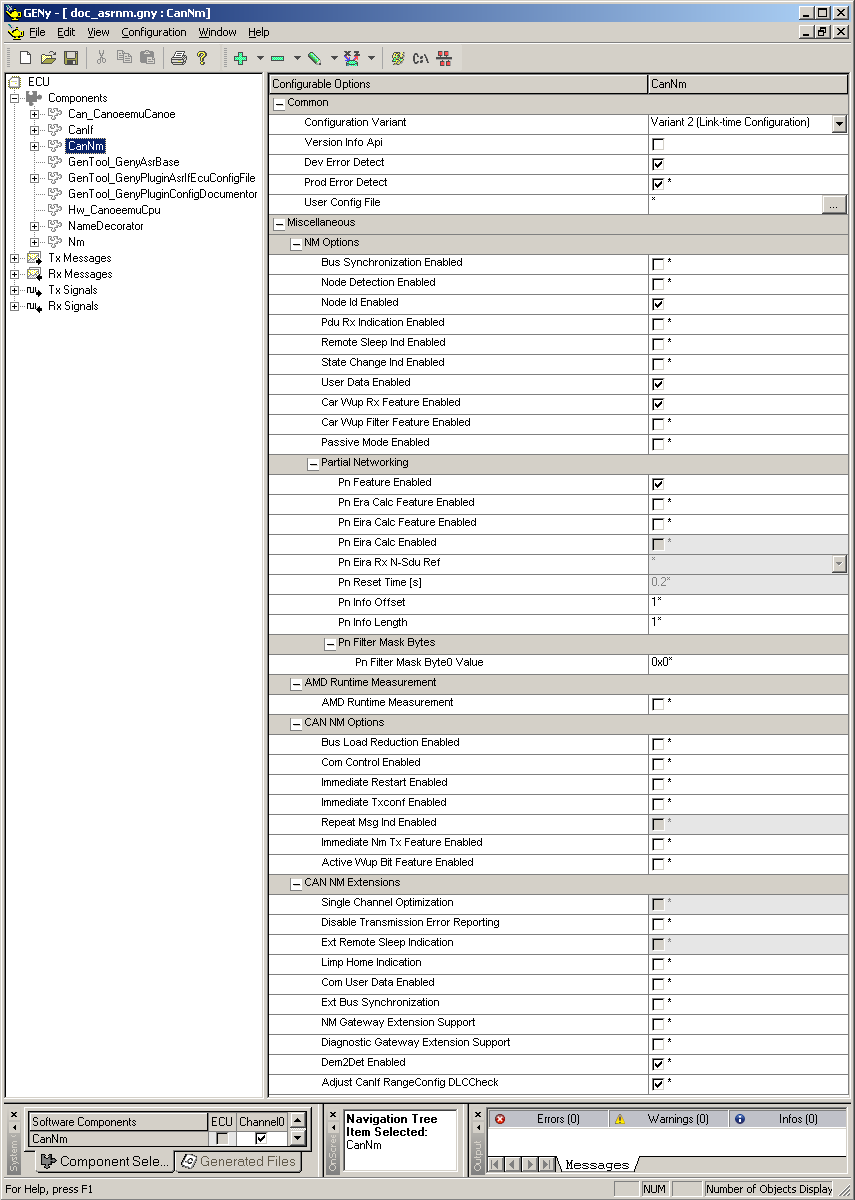 GENy - [ doc_asrnm.gny : CanNm]
File Edit View Configuration Window Help
C:\
ECU
Components
Can_CanoeemuCanoe
CanIf
CanNm
GenTool_GenyAsrBase
GenTool_GenyPluginAsrIfEcuConfigFile
GenTool_GenyPluginConfigDocumentor
Hw_CanoeemuCpu
NameDecorator
Nm
Tx Messages
Rx Messages
Tx Signals
Rx Signals
Configurable Options CanNm
Common
Configuration Variant Variant 2 (Link-time Configuration)
Version Info Api
Dev Error Detect
Prod Error Detect *
User Config File * ...
Miscellaneous
NM Options
Bus Synchronization Enabled *
Node Detection Enabled *
Node Id Enabled
Pdu Rx Indication Enabled *
Remote Sleep Ind Enabled *
State Change Ind Enabled *
User Data Enabled
Car Wup Rx Feature Enabled
Car Wup Filter Feature Enabled *
Passive Mode Enabled *
Partial Networking
Pn Feature Enabled
Pn Era Calc Feature Enabled *
Pn Eira Calc Feature Enabled *
Pn Eira Calc Enabled *
Pn Eira Rx N-Sdu Ref *
Pn Reset Time [s] 0.2*
Pn Info Offset 1*
Pn Info Length 1*
Pn Filter Mask Bytes
Pn Filter Mask Byte0 Value 0x0*
AMD Runtime Measurement
AMD Runtime Measurement *
CAN NM Options
Bus Load Reduction Enabled *
Com Control Enabled *
Immediate Restart Enabled *
Immediate Txconf Enabled *
Repeat Msg Ind Enabled *
Immediate Nm Tx Feature Enabled *
Active Wup Bit Feature Enabled *
CAN NM Extensions
Single Channel Optimization *
Disable Transmission Error Reporting *
Ext Remote Sleep Indication *
Limp Home Indication *
Com User Data Enabled *
Ext Bus Synchronization *
NM Gateway Extension Support *
Diagnostic Gateway Extension Support *
Dem2Det Enabled *
Adjust CanIf RangeConfig DLCCheck *
System
Software Components ECU Channel0
CanNm
Component Sele... Generated Files
OnScre
Navigation Tree
Item Selected:
CanNm
Output
Errors (0) Warnings (0) Infos (0)
Messages
For Help, press F1 NUM Number of Objects Display